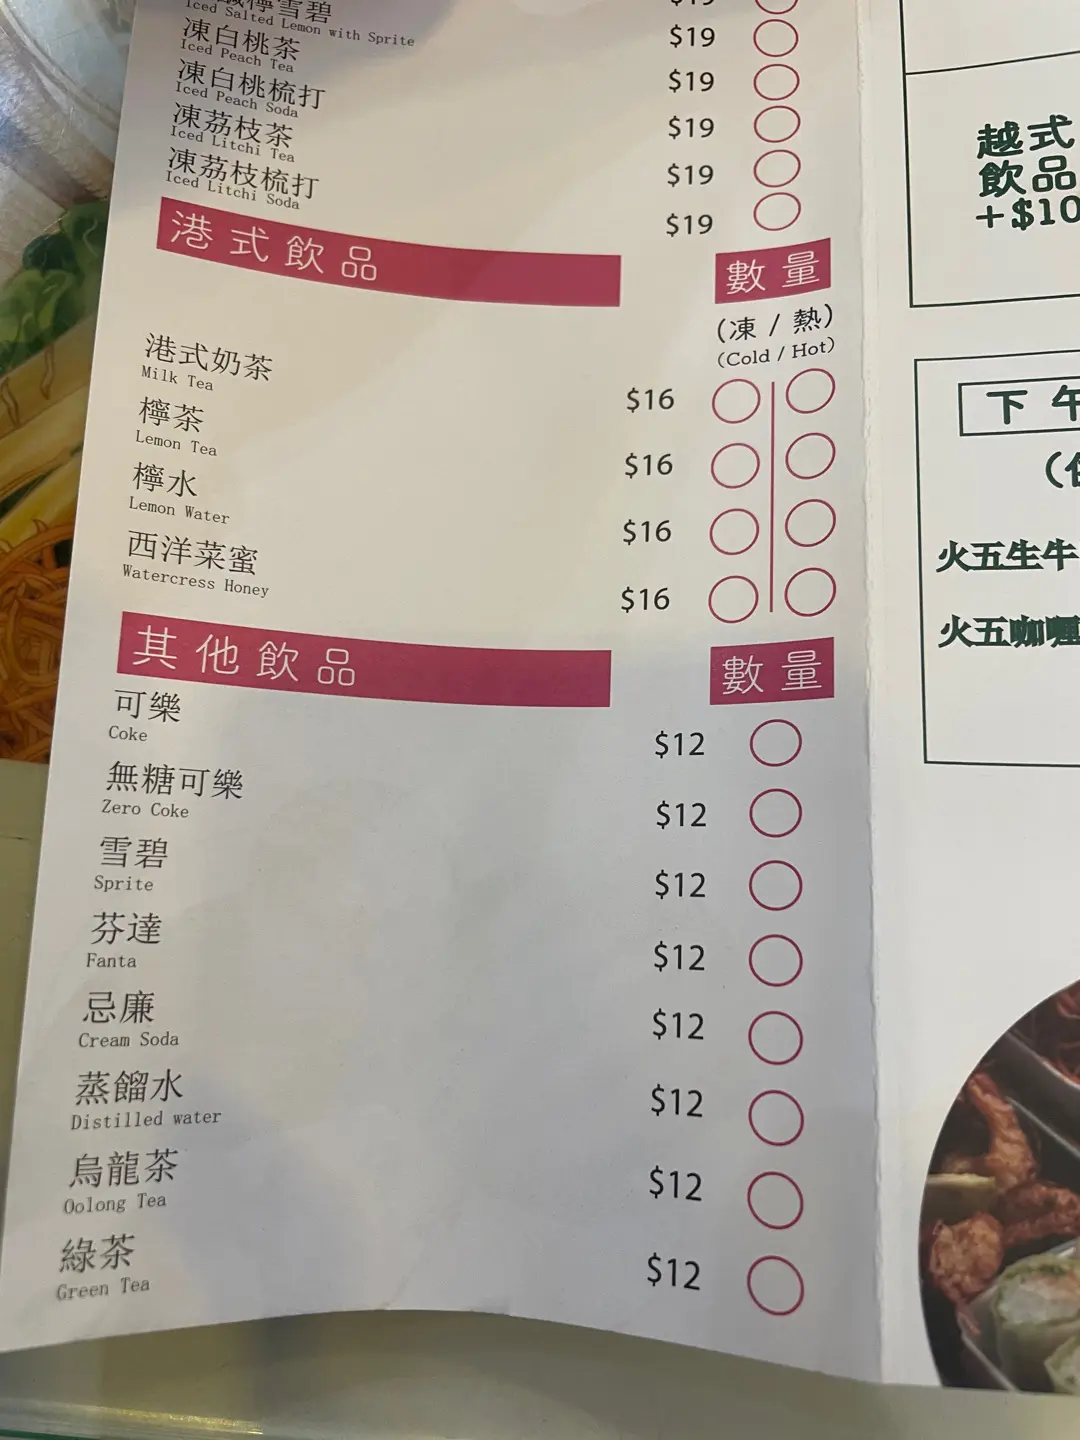 鹹檸雪碧
Iced Salted Lemon with Sprite $19
凍白桃茶
Iced Peach Tea $19
凍白桃梳打
Iced Peach Soda $19
凍荔枝茶
Iced Litchi Tea $19
凍荔枝梳打
Iced Litchi Soda $19
$19
港式飲品 數量
(凍 / 熱)
(Cold / Hot)
港式奶茶
Milk Tea $16
檸茶
Lemon Tea $16
檸水
Lemon Water $16
西洋菜蜜
Watercress Honey $16
其他飲品 數量
可樂
Coke $12
無糖可樂
Zero Coke $12
雪碧
Sprite $12
芬達
Fanta $12
忌廉
Cream Soda $12
蒸餾水
Distilled water $12
烏龍茶
Oolong Tea $12
綠茶
Green Tea $12
越式
飲品
+$10
下午
火五生牛
火五咖喱